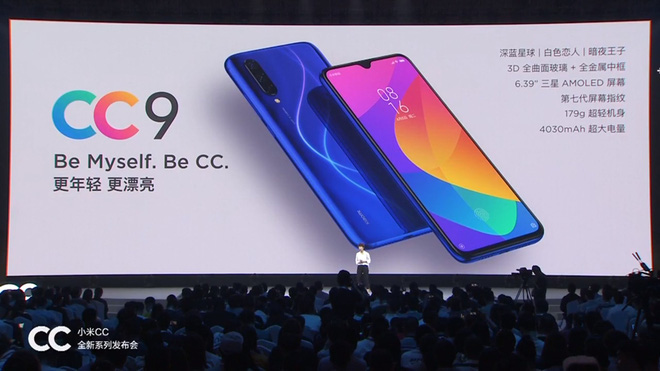 CC9
Be Myself. Be CC.
更年轻 更漂亮
深蓝星球 | 白色恋人 | 暗夜王子
3D 全曲面玻璃 + 全金属中框
6.39" 三星 AMOLED 屏幕
第七代屏幕指纹
179g 超轻机身
4030mAh 超大电量
08
16
CC
小米CC
全新系列发布会